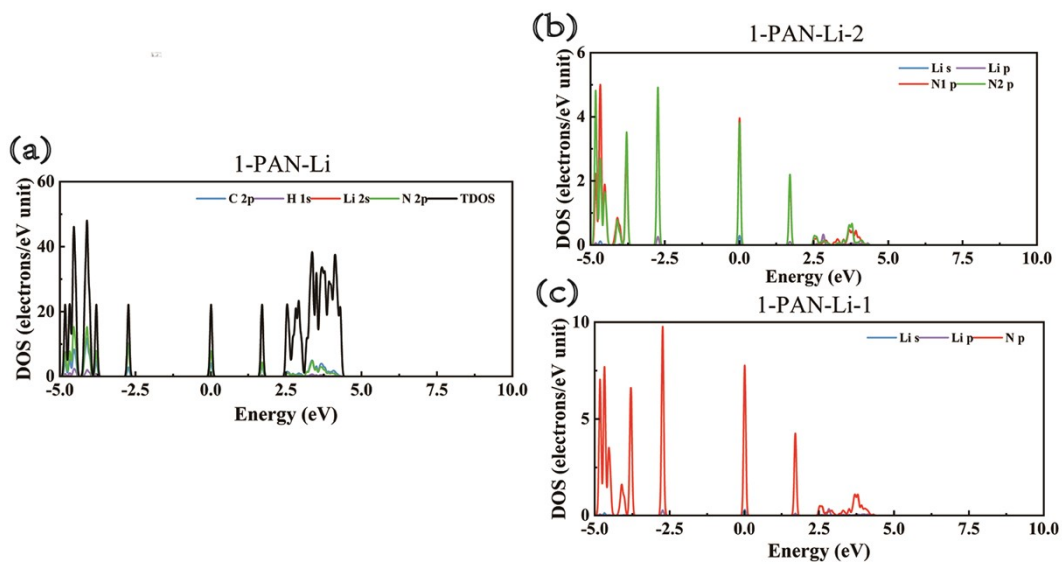 (a)
1-PAN-Li
C 2p H 1s Li 2s N 2p TDOS
DOS (electrons/eV unit)
60
40
20
0
-5.0 -2.5 0.0 2.5 5.0 7.5 10.0
Energy (eV)
(b)
1-PAN-Li-2
Li s Li p
N1 p N2 p
DOS (electrons/eV unit)
6
4
2
0
-5.0 -2.5 0.0 2.5 5.0 7.5 10.0
Energy (eV)
(c)
1-PAN-Li-1
Li s Li p N p
DOS (electrons/eV unit)
10
5
0
-5.0 -2.5 0.0 2.5 5.0 7.5 10.0
Energy (eV)